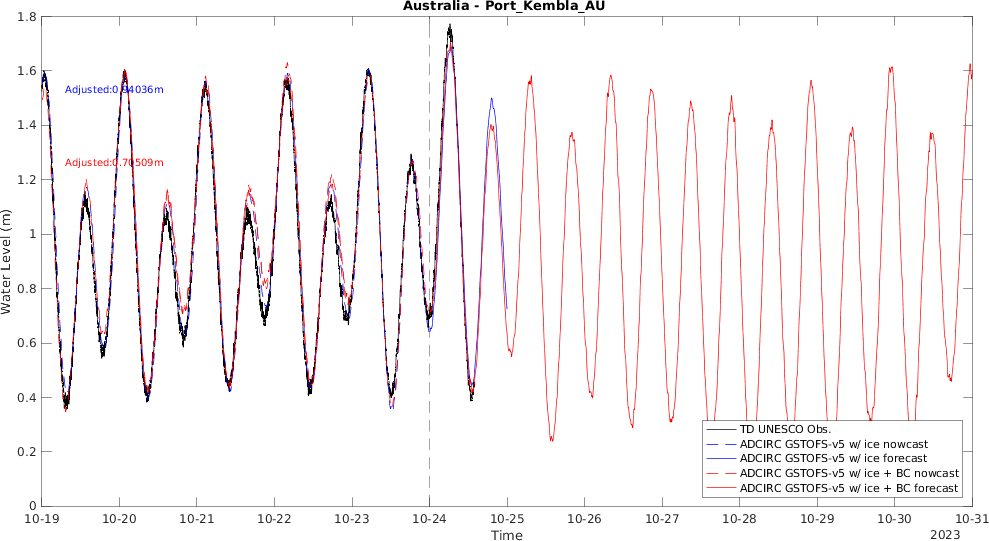 Australia - Port_Kembla_AU
1.8
1.6
1.4
1.2
1
0.8
0.6
0.4
0.2
0
Water Level (m)
Adjusted:0.94036m
Adjusted:0.70509m
TD UNESCO Obs.
ADCIRC GSTOFS-v5 w/ ice nowcast
ADCIRC GSTOFS-v5 w/ ice forecast
ADCIRC GSTOFS-v5 w/ ice + BC nowcast
ADCIRC GSTOFS-v5 w/ ice + BC forecast
10-19 10-20 10-21 10-22 10-23 10-24 10-25 10-26 10-27 10-28 10-29 10-30 10-31
Time
2023